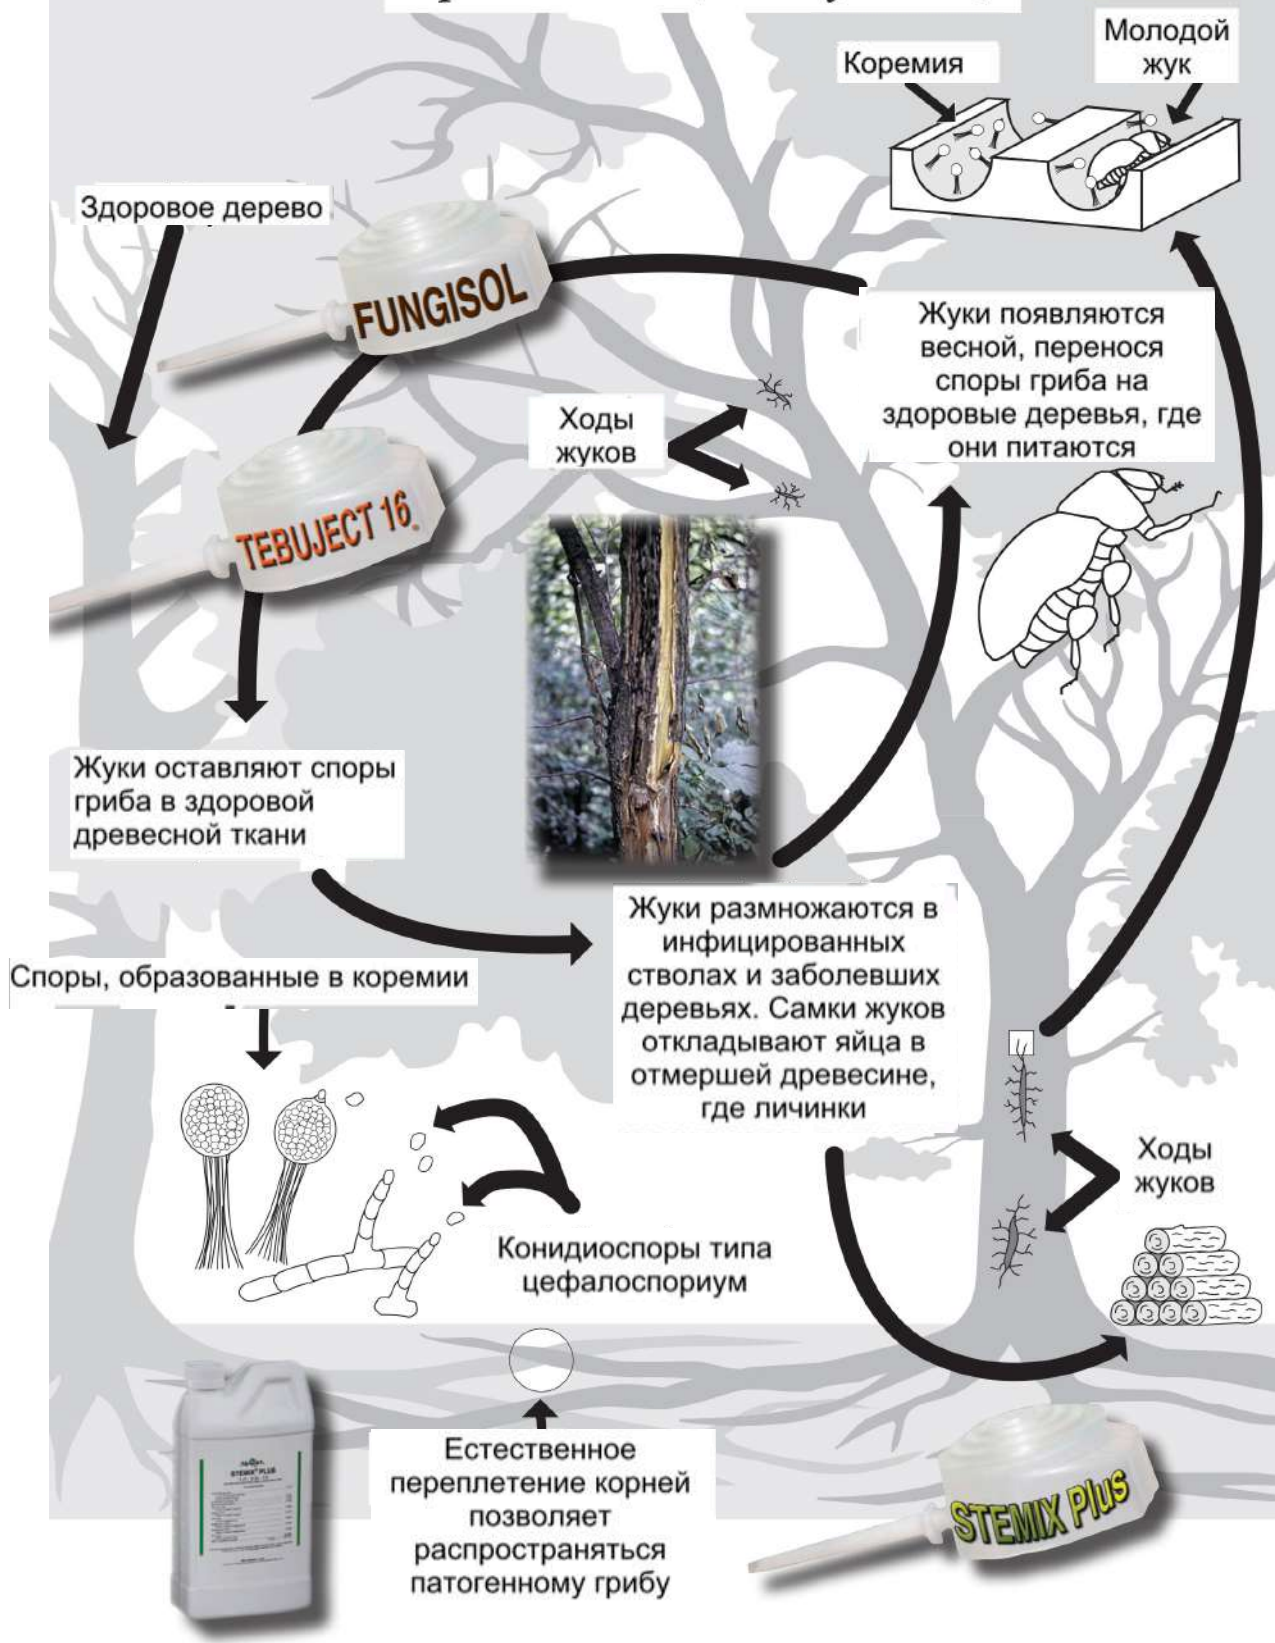 Молодой
жук
Коремия
Здоровое дерево
FUNGISOL
Жуки появляются
весной, перенося
споры гриба на
здоровые деревья, где
они питаются
Ходы
жуков
TEBUJECT 16
Жуки оставляют споры
гриба в здоровой
древесной ткани
Жуки размножаются в
инфицированных
стволах и заболевших
деревьях. Самки жуков
откладывают яйца в
отмершей древесине,
где личинки
Споры, образованные в коремии
Ходы
жуков
Конидиоспоры типа
цефалоспориум
Естественное
переплетение корней
позволяет
распространяться
патогенному грибу
STEMIX PLUS
STEMIX Plus